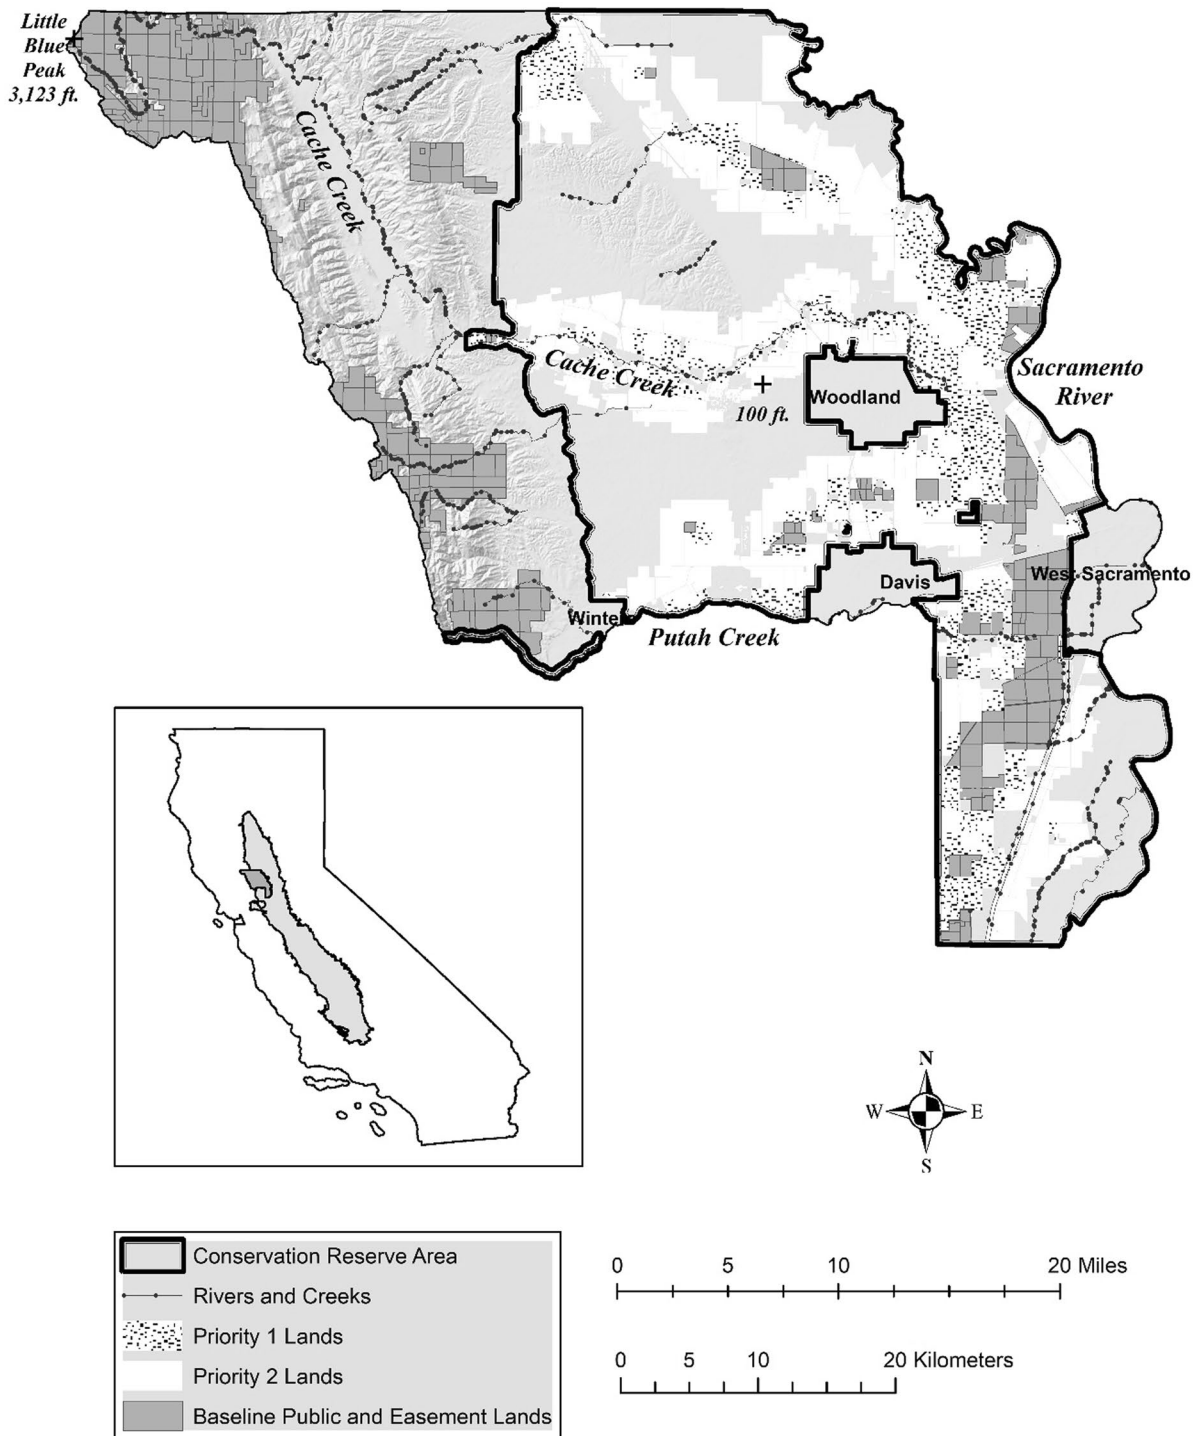 Little
Blue
Peak
3,123 ft.
Cache Creek
Cache Creek
100 ft.
Woodland
Sacramento
River
West Sacramento
Davis
Winte
Putah Creek
N
W E
S
Conservation Reserve Area
Rivers and Creeks
Priority 1 Lands
Priority 2 Lands
Baseline Public and Easement Lands
0 5 10 20 Miles
0 5 10 20 Kilometers